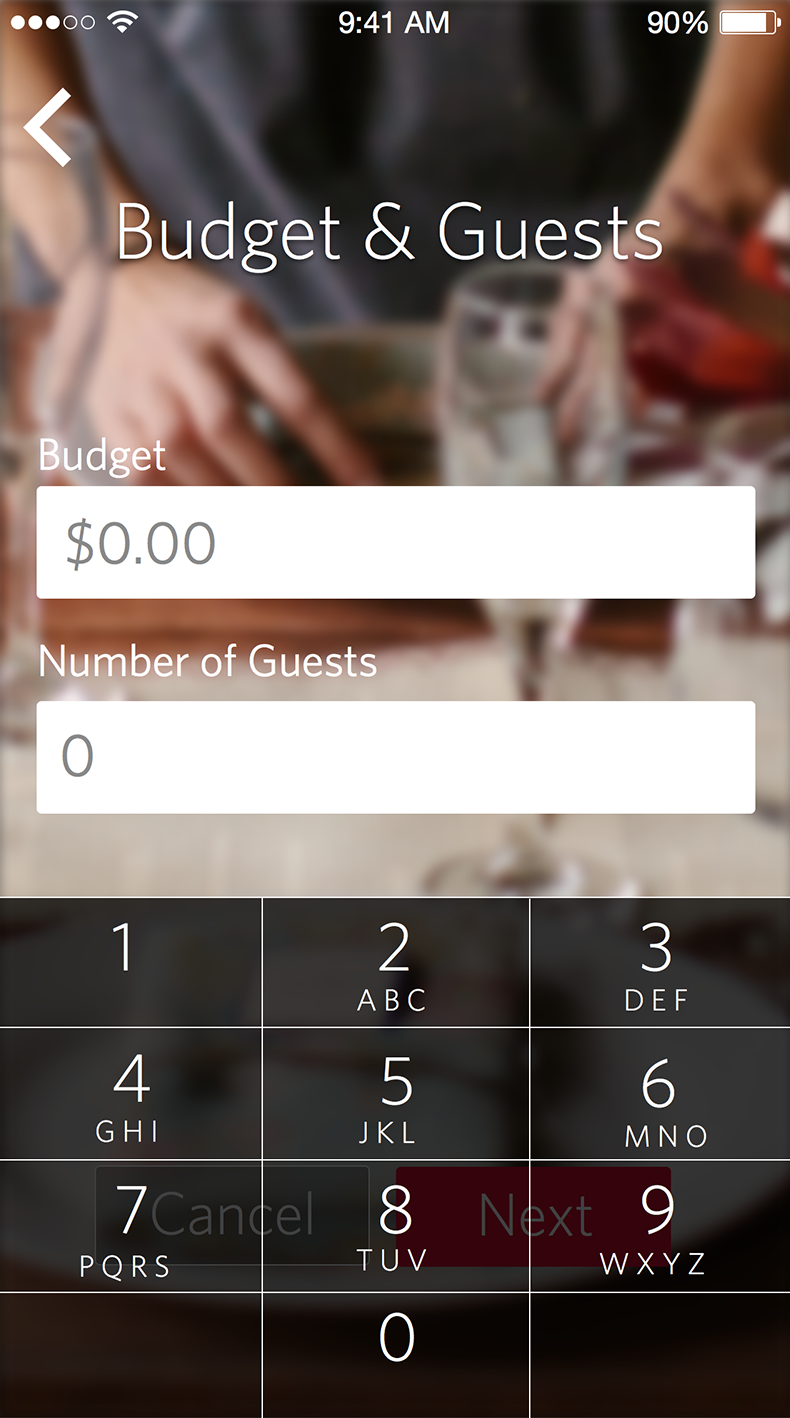 9:41 AM 90%
Budget & Guests
Budget
$0.00
Number of Guests
0
1 2 3
ABC DEF
4 5 6
GHI JKL MNO
7 8 9
Cancel Next
PQRS TUV WXYZ
0